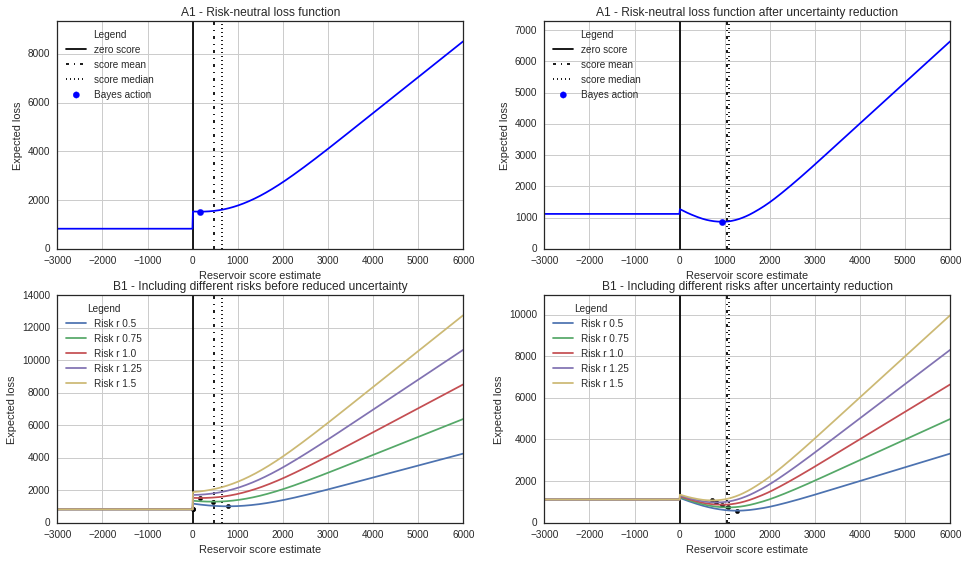 A1 - Risk-neutral loss function
Legend
zero score
score mean
score median
Bayes action
Expected loss
8000
6000
4000
2000
0
−3000 −2000 −1000 0 1000 2000 3000 4000 5000 6000
Reservoir score estimate
A1 - Risk-neutral loss function after uncertainty reduction
Legend
zero score
score mean
score median
Bayes action
Expected loss
7000
6000
5000
4000
3000
2000
1000
0
−3000 −2000 −1000 0 1000 2000 3000 4000 5000 6000
Reservoir score estimate
B1 - Including different risks before reduced uncertainty
Legend
Risk r 0.5
Risk r 0.75
Risk r 1.0
Risk r 1.25
Risk r 1.5
Expected loss
14000
12000
10000
8000
6000
4000
2000
0
−3000 −2000 −1000 0 1000 2000 3000 4000 5000 6000
Reservoir score estimate
B1 - Including different risks after uncertainty reduction
Legend
Risk r 0.5
Risk r 0.75
Risk r 1.0
Risk r 1.25
Risk r 1.5
Expected loss
10000
8000
6000
4000
2000
0
−3000 −2000 −1000 0 1000 2000 3000 4000 5000 6000
Reservoir score estimate